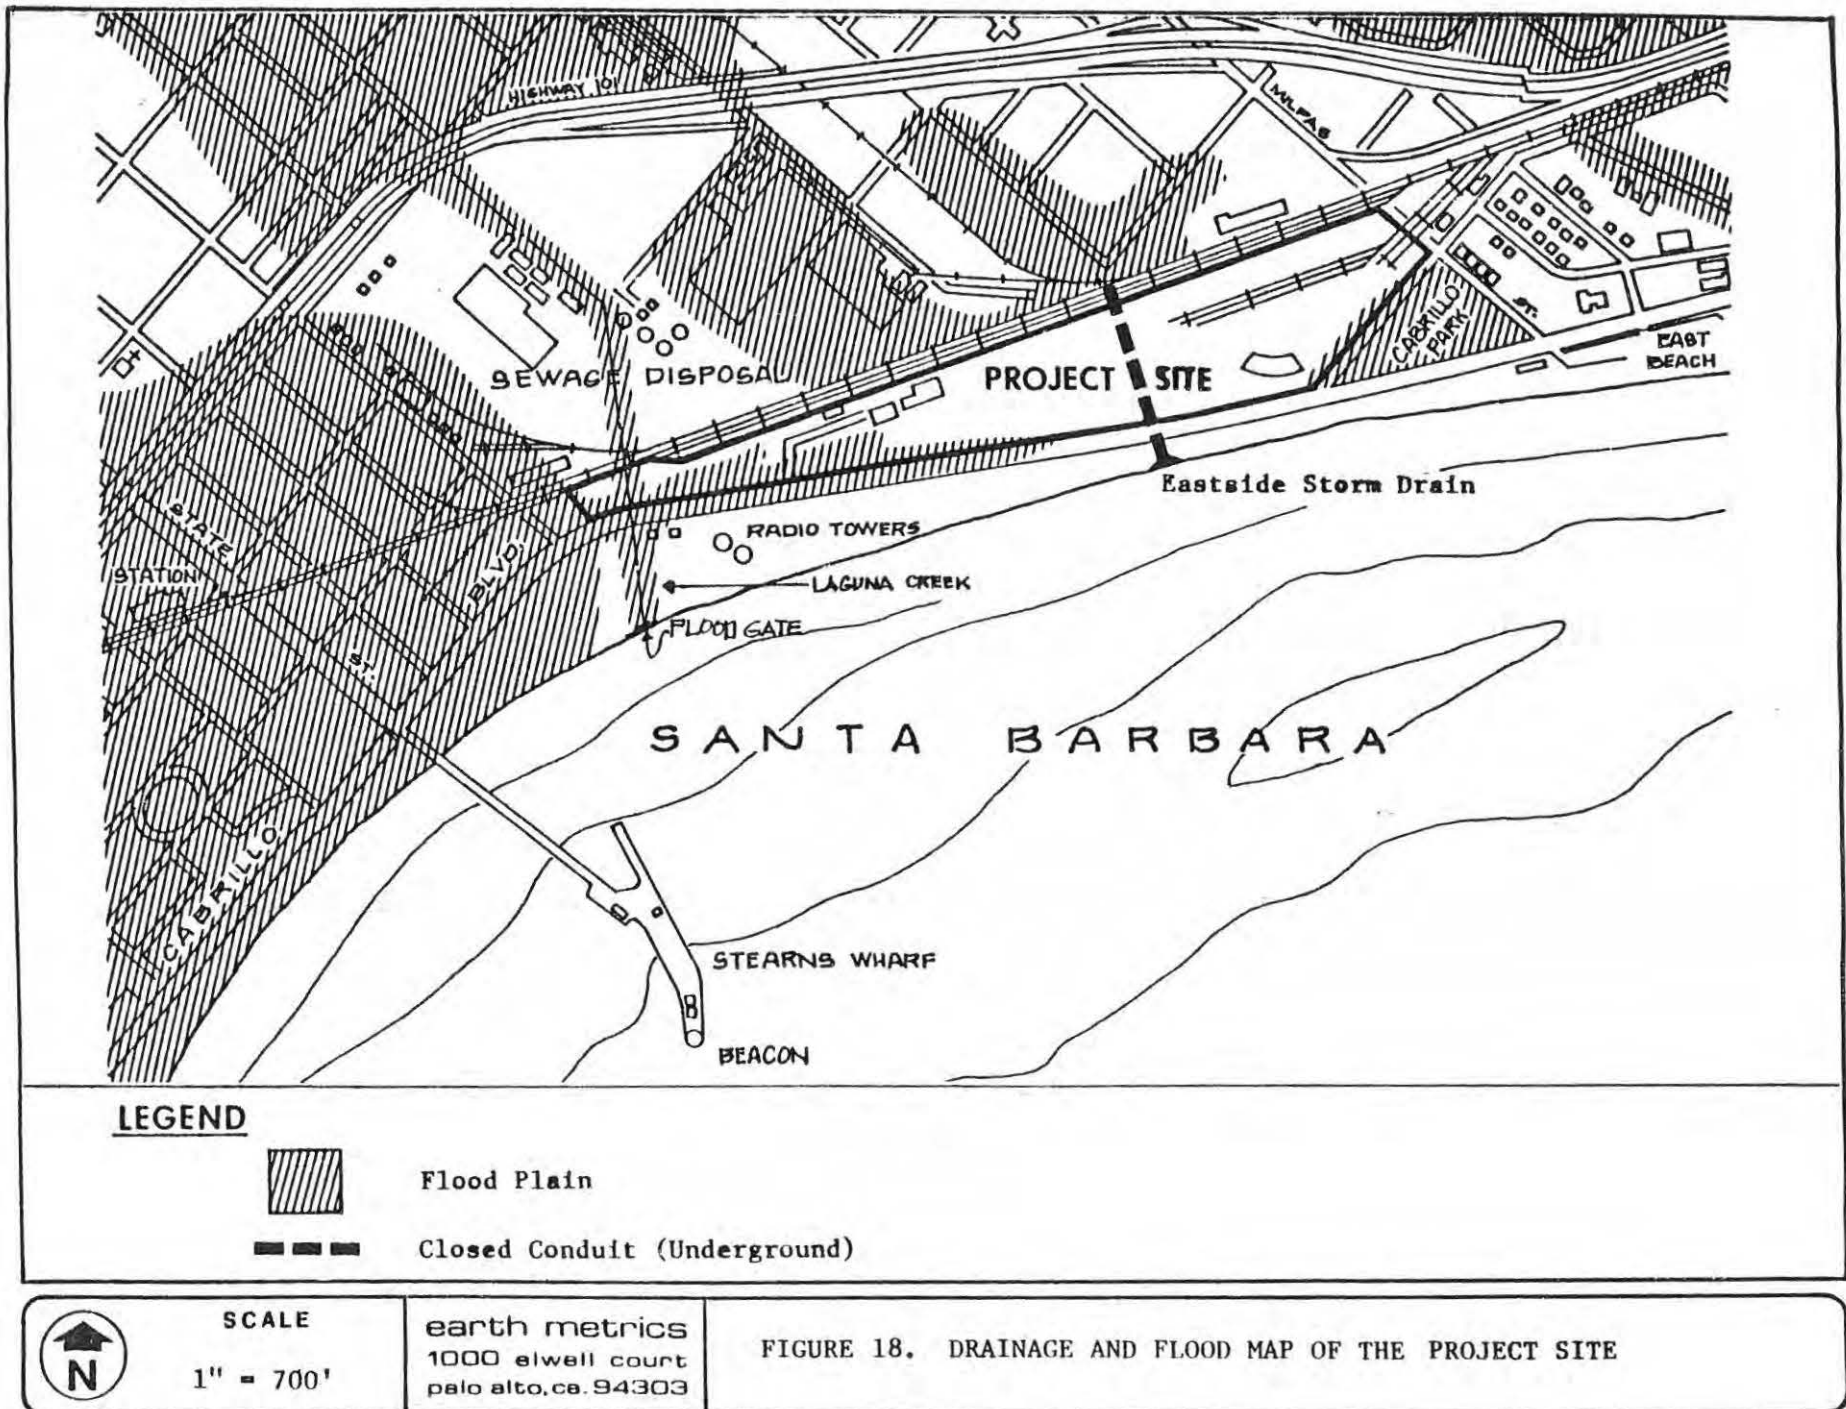 HIGHWAY 101
MILPAS
SEWAGE DISPOSAL
PROJECT SITE
CABRILLO
PARK
ST.
EAST
BEACH
Eastside Storm Drain
STATE
STATION
BLVD.
RADIO TOWERS
LAGUNA CREEK
FLOOD GATE
ST.
SANTA BARBARA
CABRILLO
STEARNS WHARF
BEACON
LEGEND
Flood Plain
Closed Conduit (Underground)
N
SCALE
1" = 700'
earth metrics
1000 elwell court
palo alto, ca. 94303
FIGURE 18. DRAINAGE AND FLOOD MAP OF THE PROJECT SITE